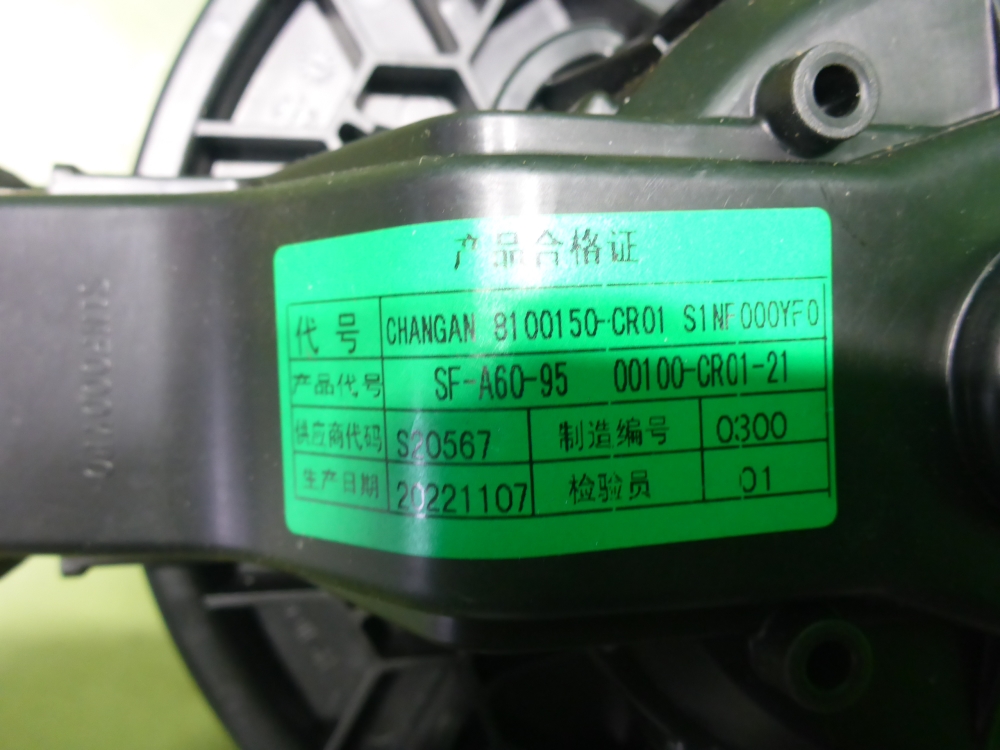 产品合格证
代号 CHANGAN 8100150-CR01 S1NF000YF0
产品代号 SF-A60-95 00100-CR01-21
供应商代码 S20567 制造编号 0300
生产日期 20221107 检验员 01